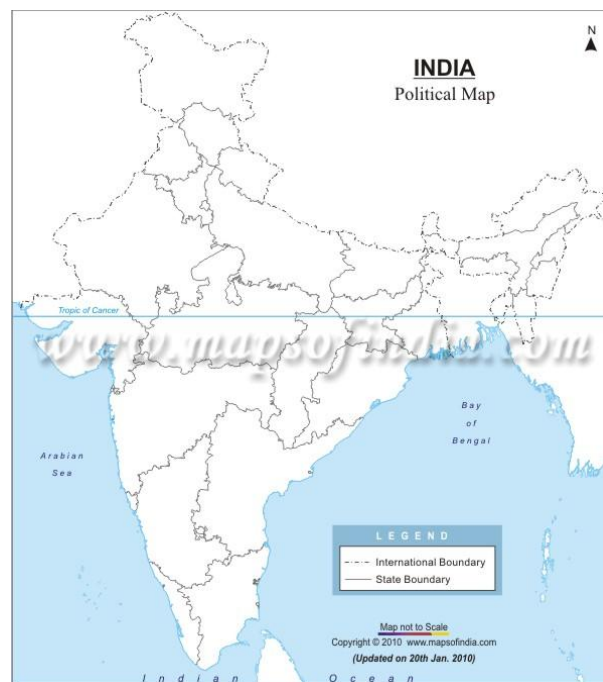 N
INDIA
Political Map
Tropic of Cancer
www.mapsofindia.com
Bay
of
Bengal
Arabian
Sea
LEGEND
International Boundary
State Boundary
Map not to Scale
Copyright © 2010 www.mapsofindia.com
(Updated on 20th Jan. 2010)
Indian Ocean